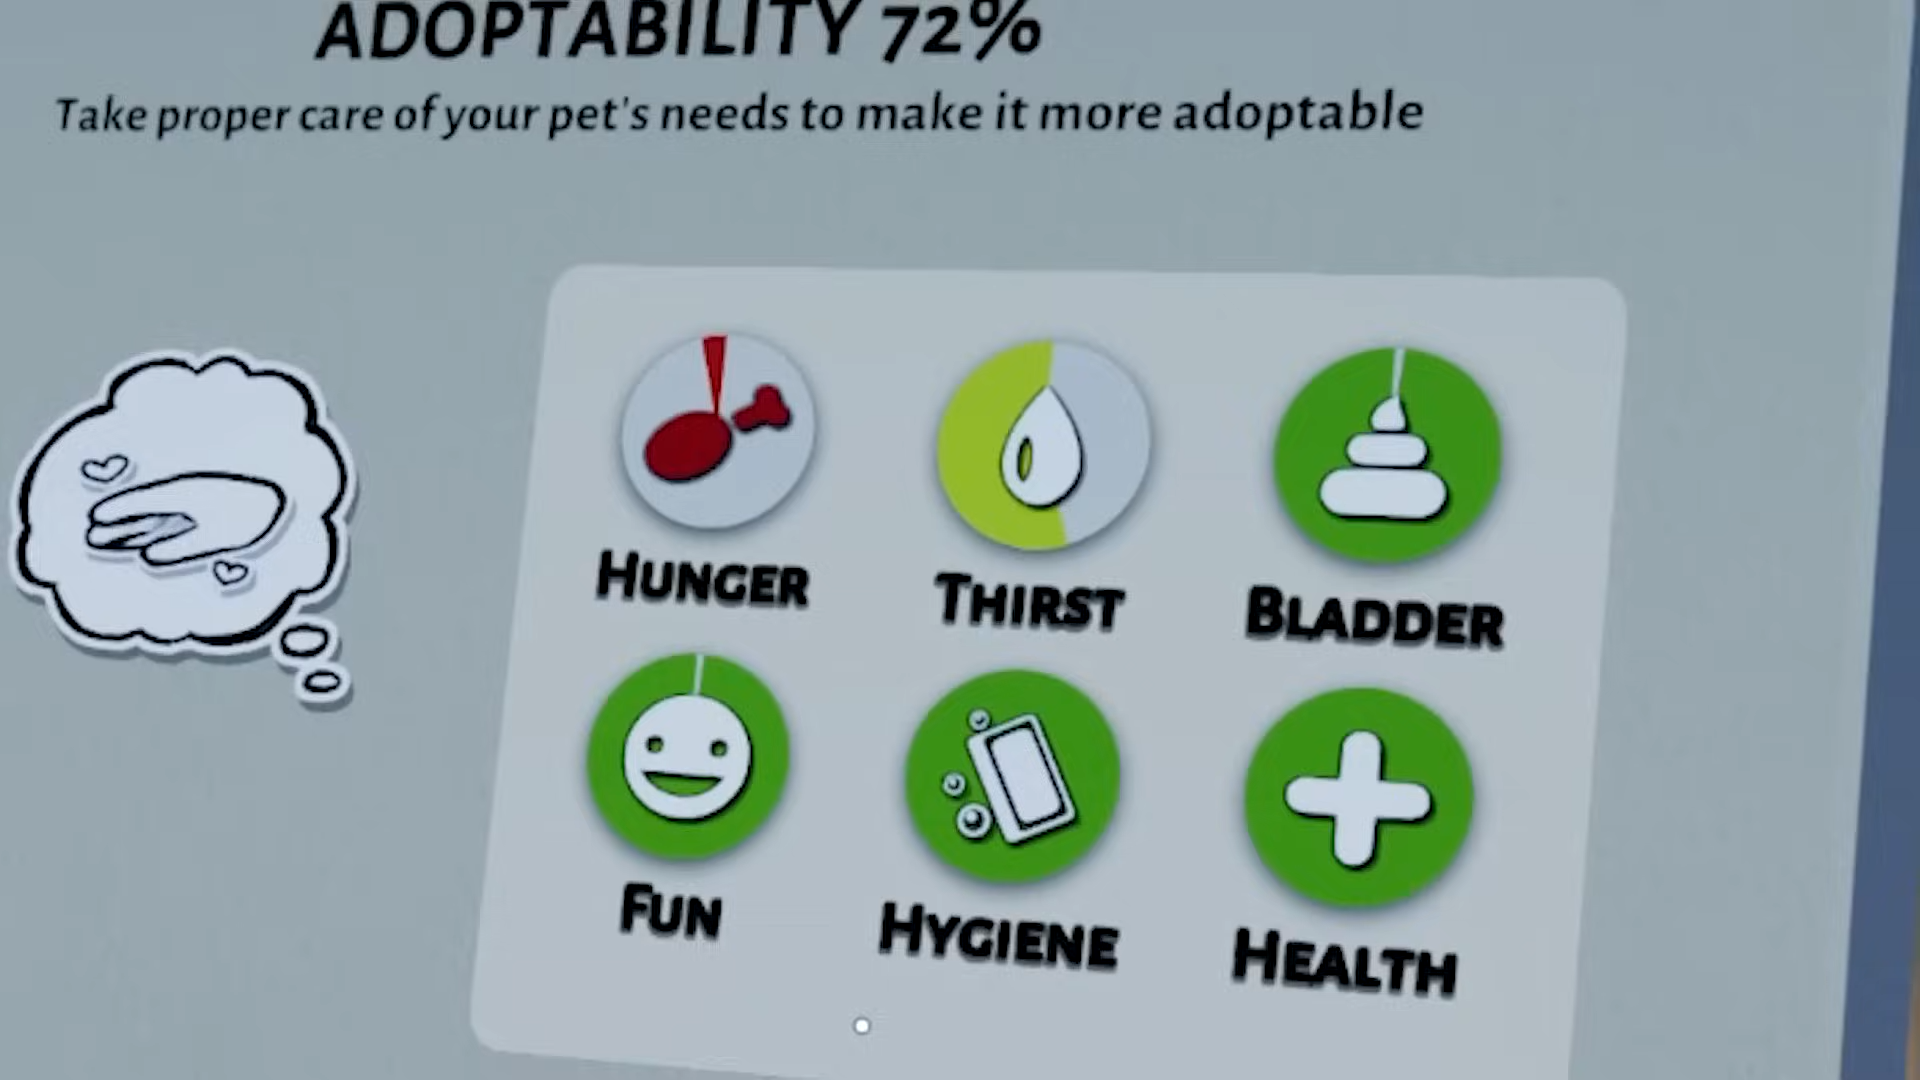 ADOPTABILITY 72%
Take proper care of your pet's needs to make it more adoptable
HUNGER THIRST BLADDER
FUN HYGIENE HEALTH